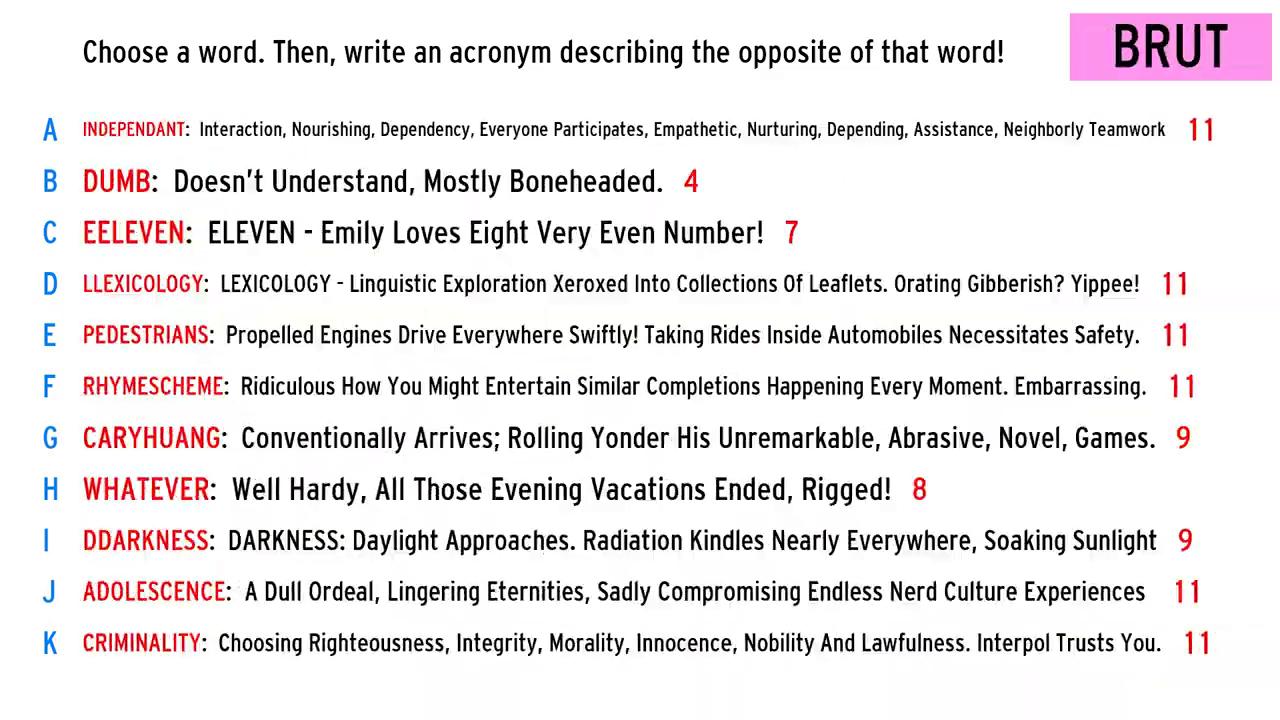 Choose a word. Then, write an acronym describing the opposite of that word!
BRUT
A INDEPENDANT: Interaction, Nourishing, Dependency, Everyone Participates, Empathetic, Nurturing, Depending, Assistance, Neighborly Teamwork 11
B DUMB: Doesn't Understand, Mostly Boneheaded. 4
C EELEVEN: ELEVEN - Emily Loves Eight Very Even Number! 7
D LLEXICOLOGY: LEXICOLOGY - Linguistic Exploration Xeroxed Into Collections Of Leaflets. Orating Gibberish? Yippee! 11
E PEDESTRIANS: Propelled Engines Drive Everywhere Swiftly! Taking Rides Inside Automobiles Necessitates Safety. 11
F RHYMESCHEME: Ridiculous How You Might Entertain Similar Completions Happening Every Moment. Embarrassing. 11
G CARYHUANG: Conventionally Arrives; Rolling Yonder His Unremarkable, Abrasive, Novel, Games. 9
H WHATEVER: Well Hardy, All Those Evening Vacations Ended, Rigged! 8
I DDARKNESS: DARKNESS: Daylight Approaches. Radiation Kindles Nearly Everywhere, Soaking Sunlight 9
J ADOLESCENCE: A Dull Ordeal, Lingering Eternities, Sadly Compromising Endless Nerd Culture Experiences 11
K CRIMINALITY: Choosing Righteousness, Integrity, Morality, Innocence, Nobility And Lawfulness. Interpol Trusts You. 11